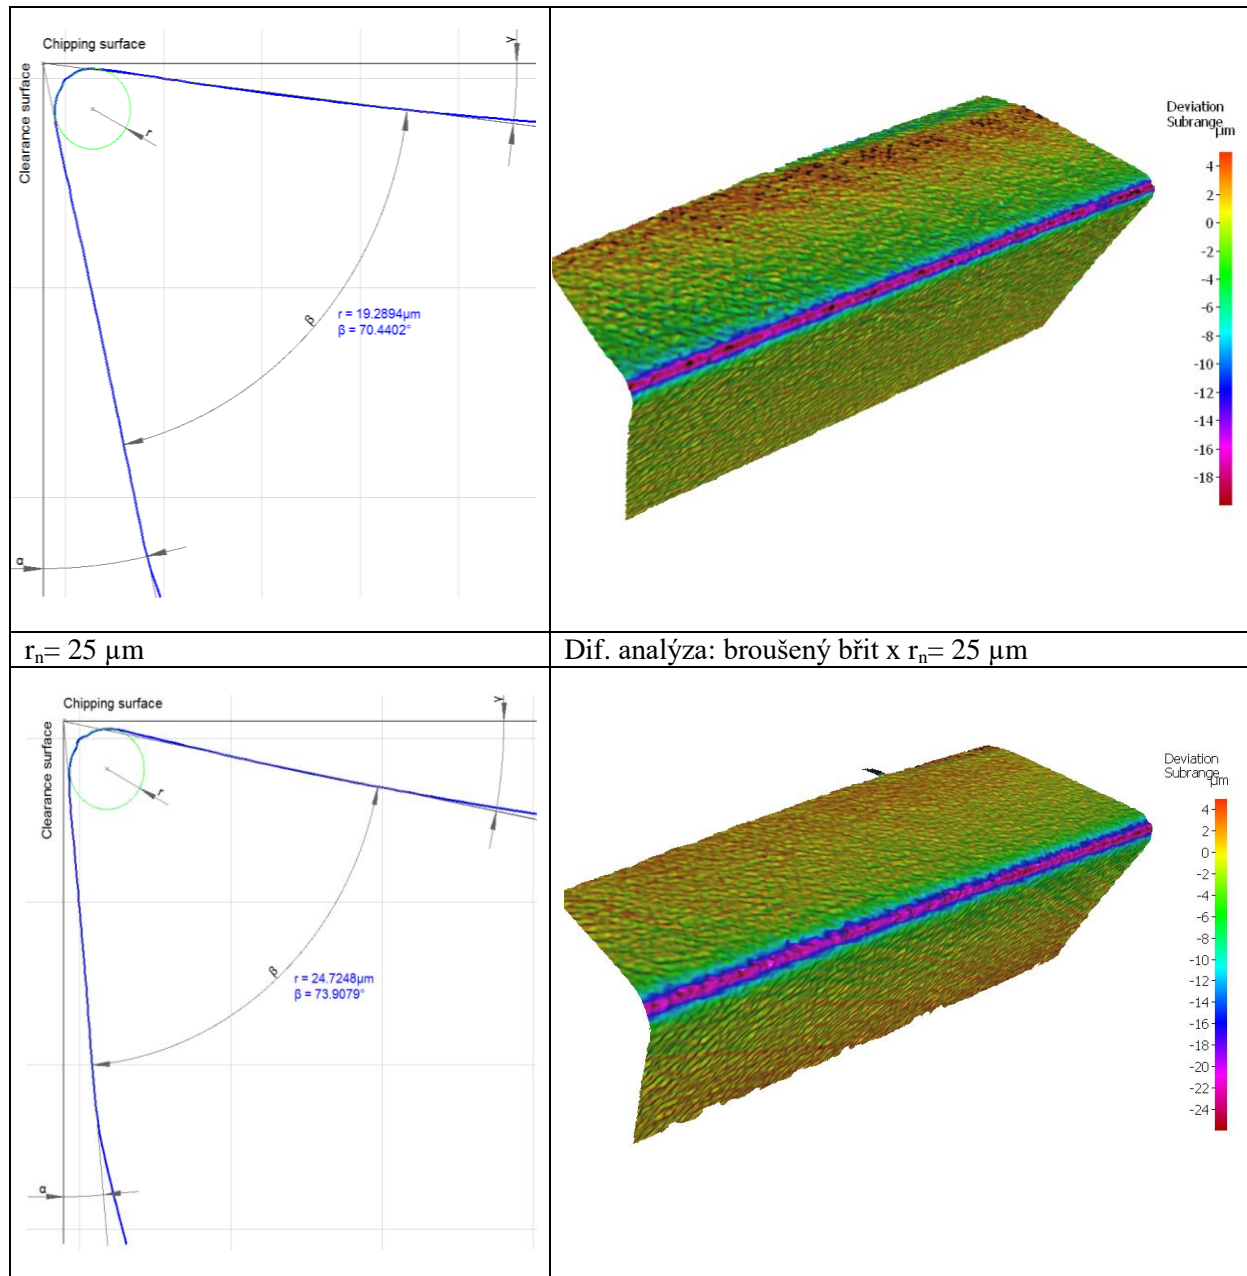 Chipping surface
Clearance surface
γ
r
β
r = 19.2894µm
β = 70.4402°
α
Deviation
Subrange
µm
4
2
0
-2
-4
-6
-8
-10
-12
-14
-16
-18
rₙ= 25 µm
Dif. analýza: broušený břit x rₙ= 25 µm
Chipping surface
Clearance surface
γ
r
β
r = 24.7248µm
β = 73.9079°
α
Deviation
Subrange
µm
4
2
0
-2
-4
-6
-8
-10
-12
-14
-16
-18
-20
-22
-24